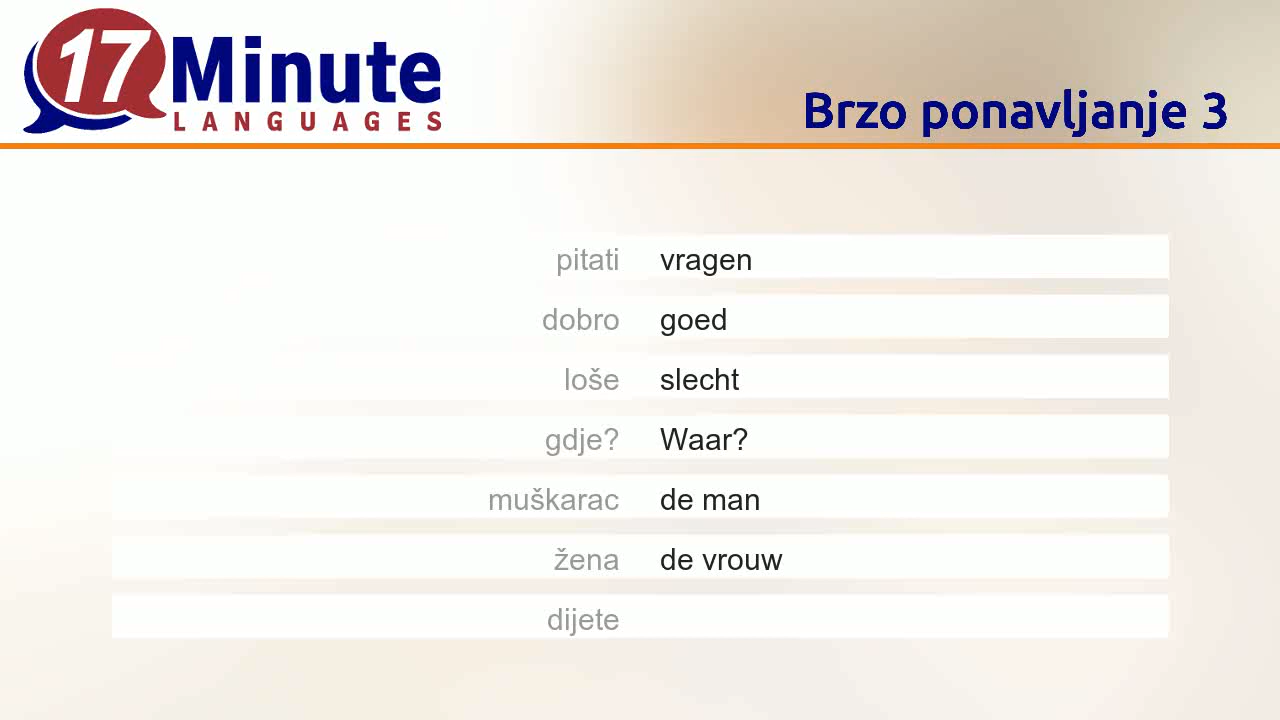 17 Minute
LANGUAGES
Brzo ponavljanje 3
pitati vragen
dobro goed
loše slecht
gdje? Waar?
muškarac de man
žena de vrouw
dijete